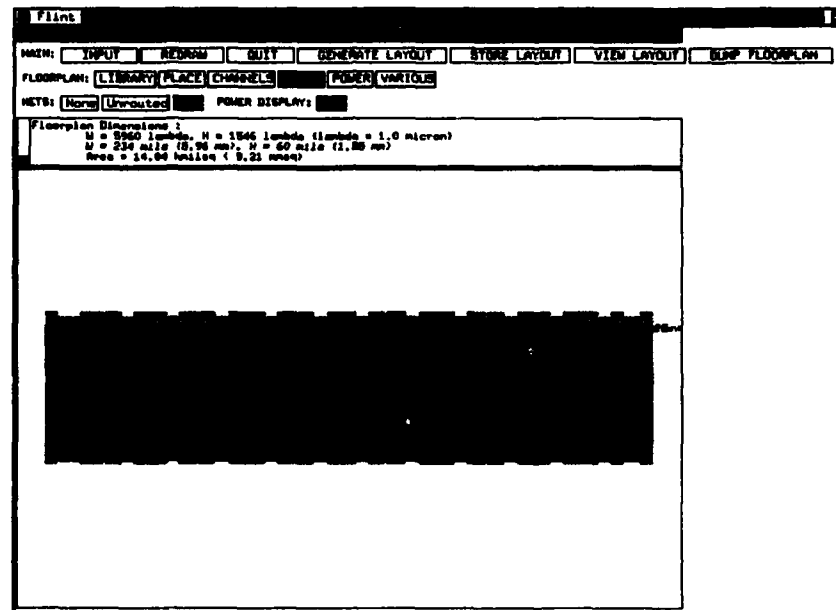 Flint
MAIN: INPUT REDRAW QUIT GENERATE LAYOUT STORE LAYOUT VIEW LAYOUT DUMP FLOORPLAN
FLOORPLAN: LIBRARY PLACE CHANNELS POWER VARIOUS
NETS: None Unrouted POWER DISPLAY:
Floorplan Dimensions :
W = 5960 lambda, H = 1546 lambda (lambda = 1.0 micron)
W = 234 mils (5.96 mm), H = 60 mils (1.55 mm)
Area = 14.04 kmilsq ( 9.21 mmsq)